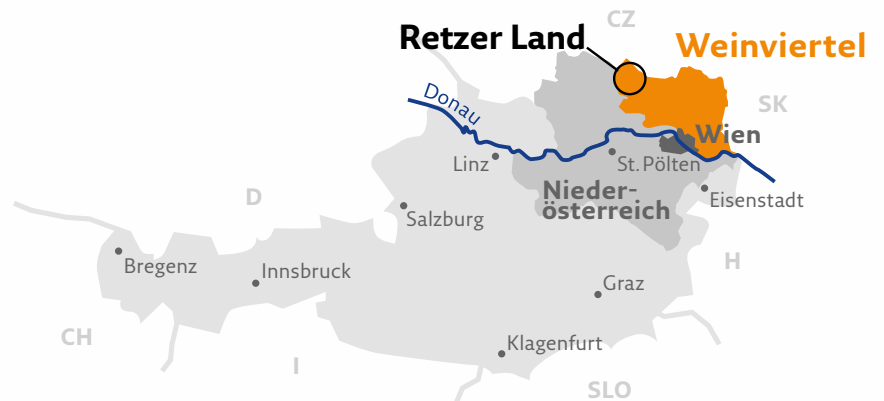 CZ
Retzer Land
Weinviertel
Donau
SK
Wien
Linz
St. Pölten
Nieder-
österreich
Eisenstadt
D
Salzburg
Bregenz
Innsbruck
H
Graz
CH
Klagenfurt
I
SLO